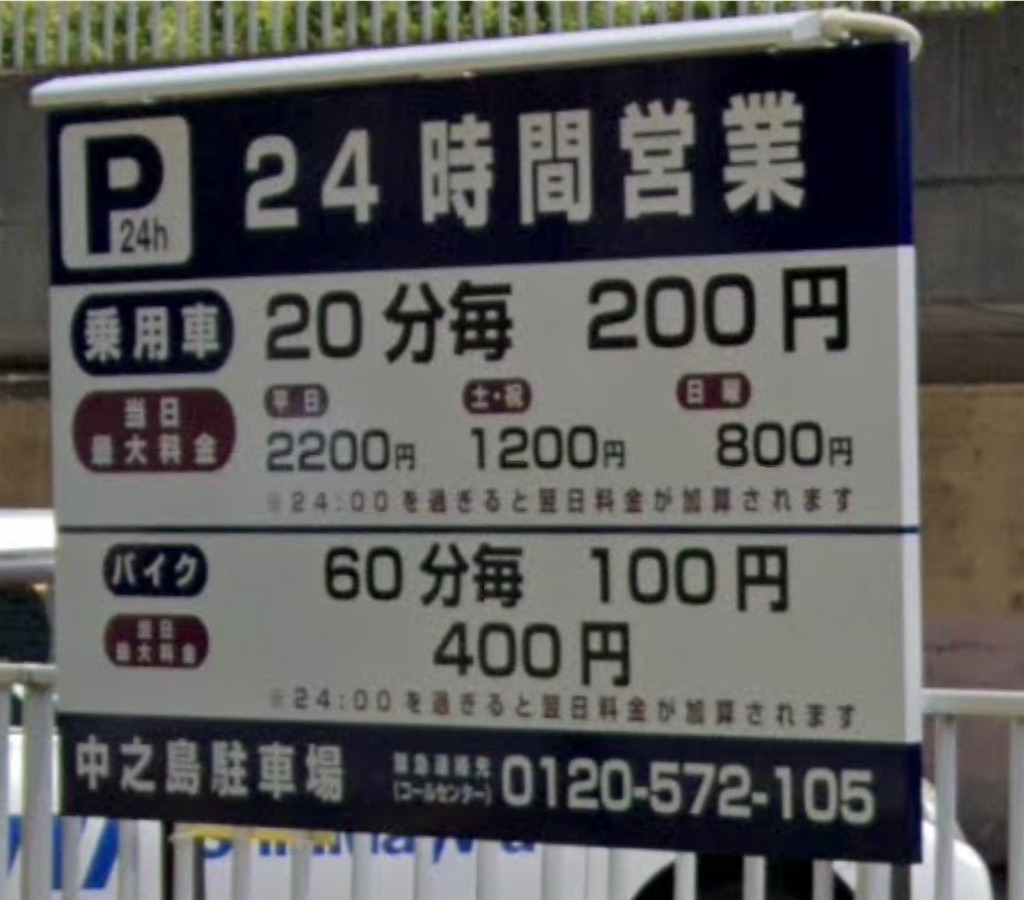 P 24h
24時間営業
乗用車 20分毎 200円
当日最大料金
平日 土・祝 日曜
2200円 1200円 800円
※24:00を過ぎると翌日料金が加算されます
バイク 60分毎 100円
当日最大料金
400円
※24:00を過ぎると翌日料金が加算されます
中之島駐車場 緊急連絡先(コールセンター) 0120-572-105